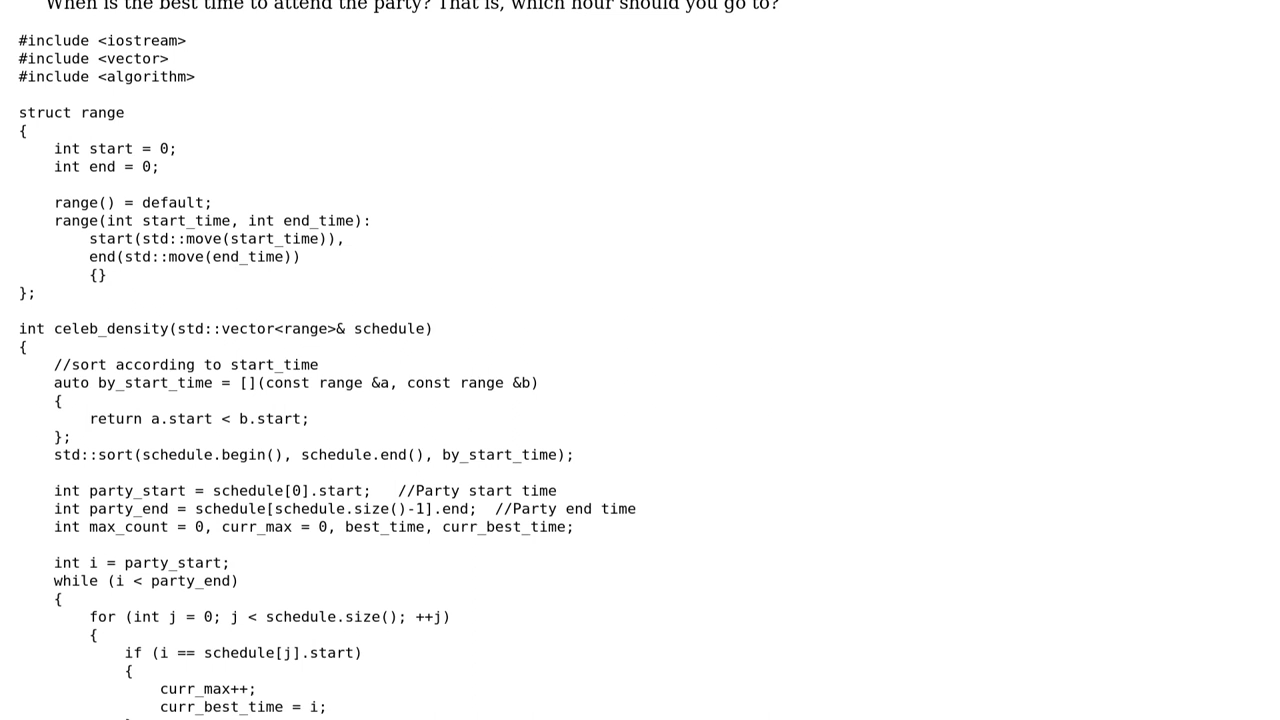 When is the best time to attend the party? That is, which hour should you go to?
#include <iostream>
#include <vector>
#include <algorithm>
struct range
{
    int start = 0;
    int end = 0;
    range() = default;
    range(int start_time, int end_time):
        start(std::move(start_time)),
        end(std::move(end_time))
        {}
};
int celeb_density(std::vector<range>& schedule)
{
    //sort according to start_time
    auto by_start_time = [](const range &a, const range &b)
    {
        return a.start < b.start;
    };
    std::sort(schedule.begin(), schedule.end(), by_start_time);
    int party_start = schedule[0].start;   //Party start time
    int party_end = schedule[schedule.size()-1].end;  //Party end time
    int max_count = 0, curr_max = 0, best_time, curr_best_time;
    int i = party_start;
    while (i < party_end)
    {
        for (int j = 0; j < schedule.size(); ++j)
        {
            if (i == schedule[j].start)
            {
                curr_max++;
                curr_best_time = i;